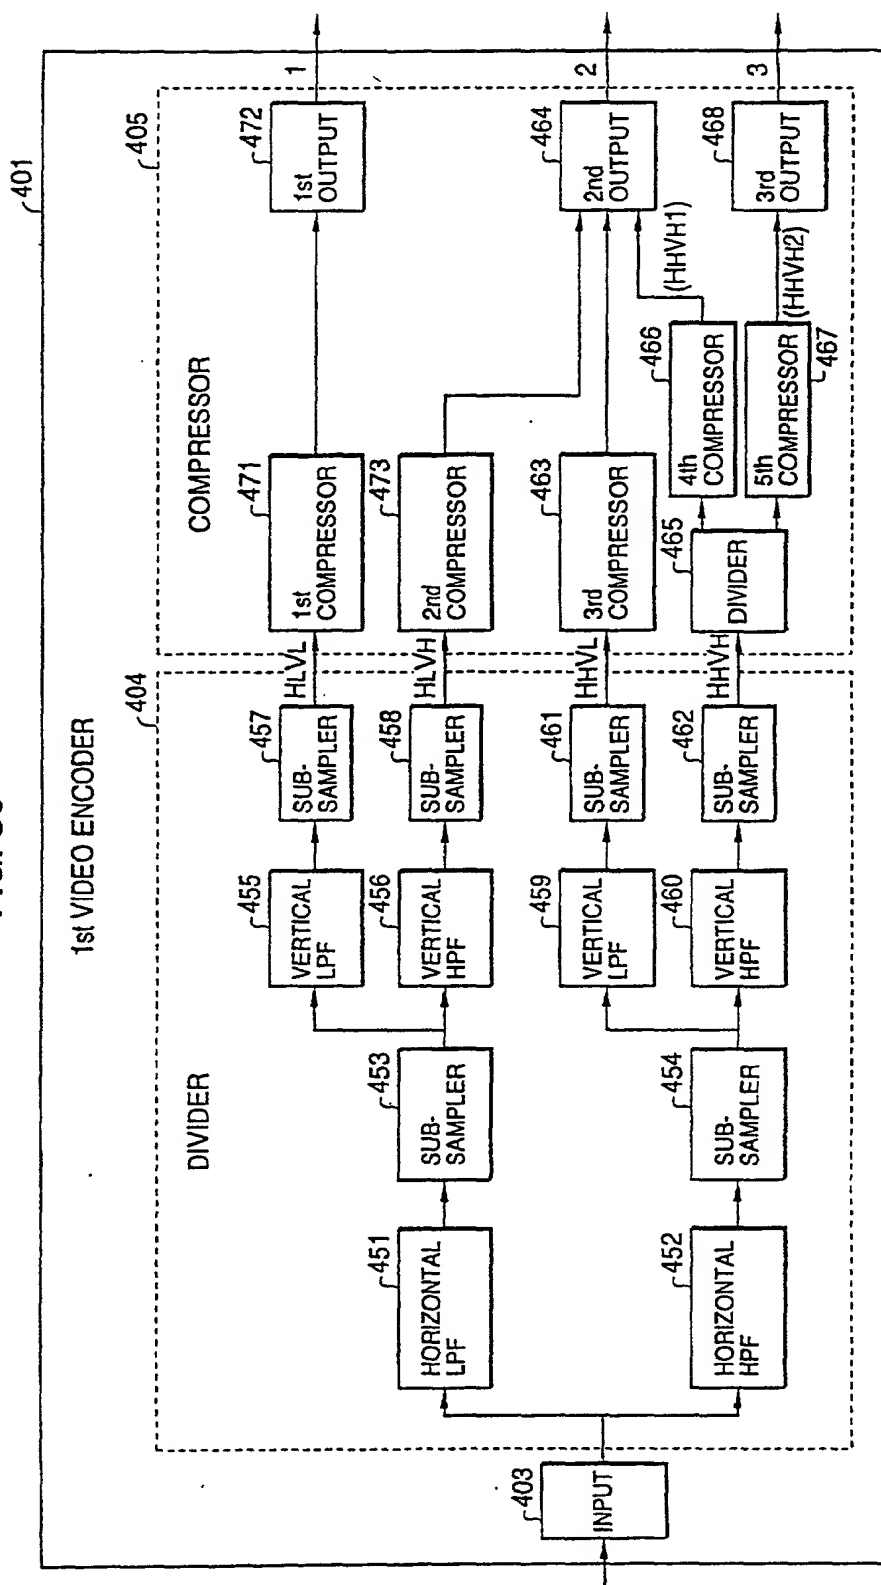 401
1st VIDEO ENCODER
404
DIVIDER
405
COMPRESSOR
403
INPUT
451
HORIZONTAL
LPF
453
SUB-
SAMPLER
455
VERTICAL
LPF
457
SUB-
SAMPLER
HLVL
471
1st
COMPRESSOR
472
1st
OUTPUT
1
456
VERTICAL
HPF
458
SUB-
SAMPLER
HLVH
473
2nd
COMPRESSOR
452
HORIZONTAL
HPF
454
SUB-
SAMPLER
459
VERTICAL
LPF
461
SUB-
SAMPLER
HHVL
463
3rd
COMPRESSOR
464
2nd
OUTPUT
2
460
VERTICAL
HPF
462
SUB-
SAMPLER
HHVH
465
DIVIDER
466
4th
COMPRESSOR
(HHVH1)
5th
COMPRESSOR
467
(HHVH2)
468
3rd
OUTPUT
3